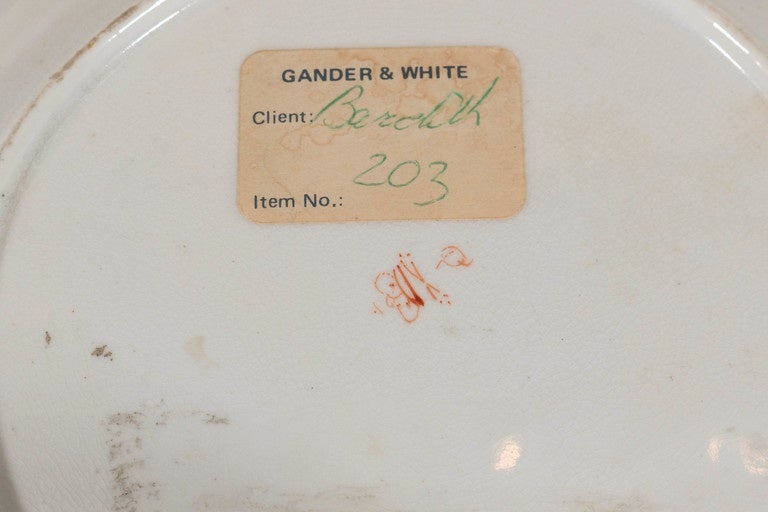 GANDER & WHITE
Client:
203
Item No.: